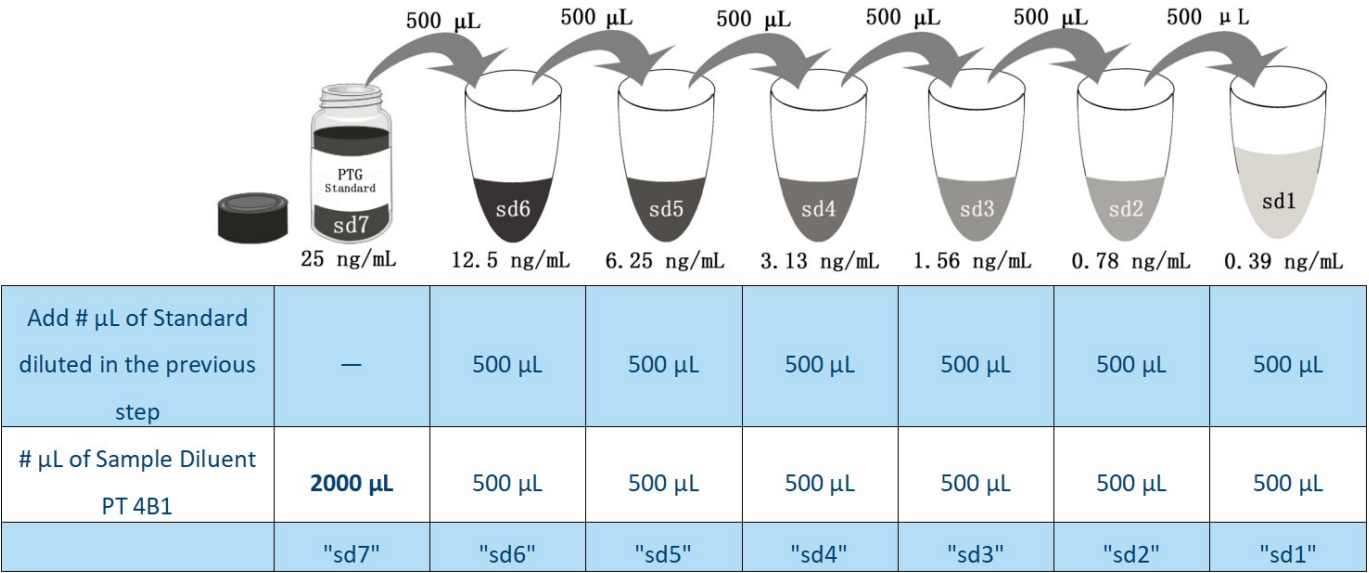 500 μL 500 μL 500 μL 500 μL 500 μL 500 μL
PTG
Standard
sd7 sd6 sd5 sd4 sd3 sd2 sd1
25 ng/mL 12.5 ng/mL 6.25 ng/mL 3.13 ng/mL 1.56 ng/mL 0.78 ng/mL 0.39 ng/mL
Add # μL of Standard
diluted in the previous
step
— 500 μL 500 μL 500 μL 500 μL 500 μL 500 μL
# μL of Sample Diluent
PT 4B1
2000 μL 500 μL 500 μL 500 μL 500 μL 500 μL 500 μL
"sd7" "sd6" "sd5" "sd4" "sd3" "sd2" "sd1"